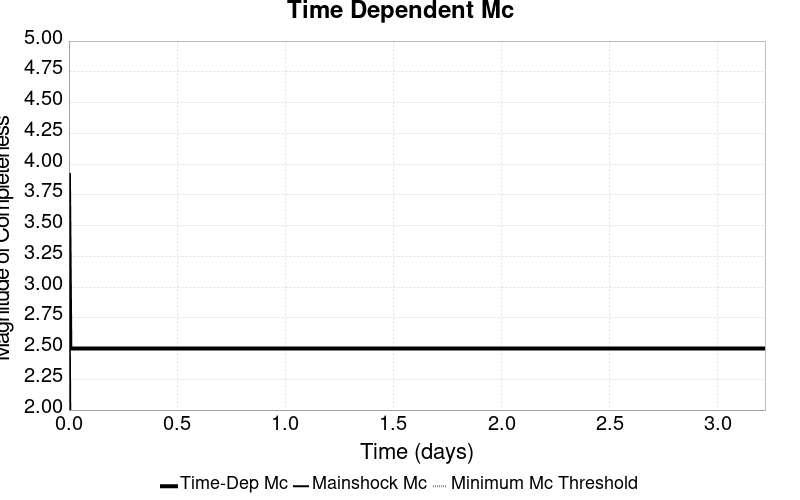 Time Dependent Mc
5.00
4.75
4.50
4.25
4.00
3.75
3.50
3.25
3.00
2.75
2.50
2.25
2.00
Magnitude of Completeness
0.0 0.5 1.0 1.5 2.0 2.5 3.0
Time (days)
Time-Dep Mc Mainshock Mc Minimum Mc Threshold